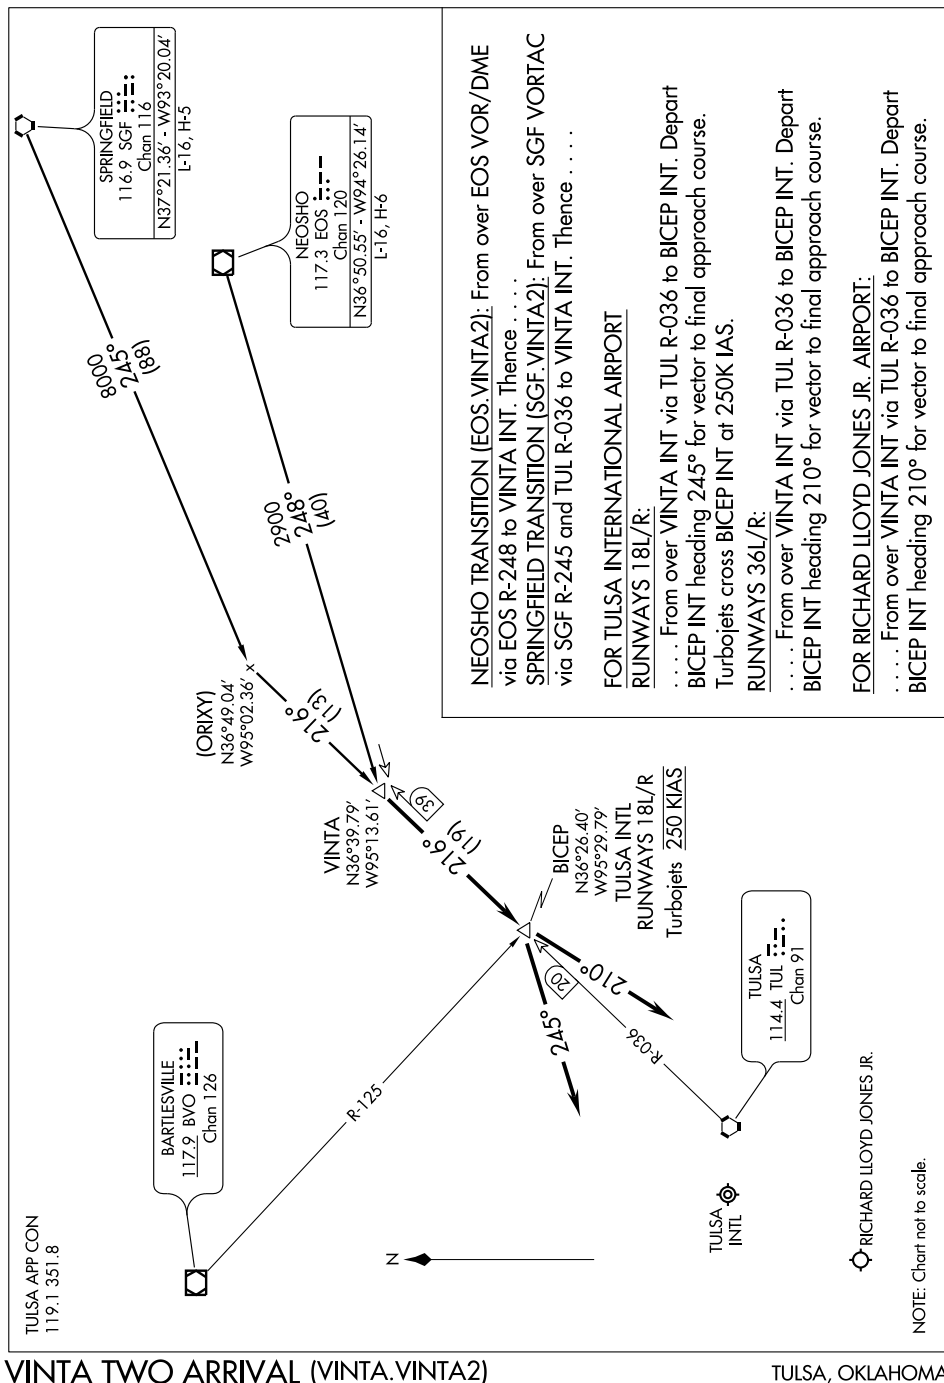 TULSA APP CON
119.1 351.8
SPRINGFIELD
116.9 SGF
Chan 116
N37°21.36' - W93°20.04'
L-16, H-5
NEOSHO
117.3 EOS
Chan 120
N36°50.55' - W94°26.14'
L-16, H-6
8000
245°
(88)
2900
248°
(40)
(ORIXY)
N36°49.04'
W95°02.36'
216°
(13)
VINTA
N36°39.79'
W95°13.61'
39
216°
(19)
BICEP
N36°26.40'
W95°29.79'
TULSA INTL
RUNWAYS 18L/R
Turbojets 250 KIAS
BARTLESVILLE
117.9 BVO
Chan 126
R-125
245°
210°
20
R-036
TULSA
114.4 TUL
Chan 91
N
TULSA
INTL
RICHARD LLOYD JONES JR.
NOTE: Chart not to scale.
NEOSHO TRANSITION (EOS.VINTA2): From over EOS VOR/DME
via EOS R-248 to VINTA INT. Thence . . . .
SPRINGFIELD TRANSITION (SGF.VINTA2): From over SGF VORTAC
via SGF R-245 and TUL R-036 to VINTA INT. Thence . . . .
FOR TULSA INTERNATIONAL AIRPORT
RUNWAYS 18L/R:
. . . . From over VINTA INT via TUL R-036 to BICEP INT. Depart
BICEP INT heading 245° for vector to final approach course.
Turbojets cross BICEP INT at 250K IAS.
RUNWAYS 36L/R:
. . . . From over VINTA INT via TUL R-036 to BICEP INT. Depart
BICEP INT heading 210° for vector to final approach course.
FOR RICHARD LLOYD JONES JR. AIRPORT:
. . . . From over VINTA INT via TUL R-036 to BICEP INT. Depart
BICEP INT heading 210° for vector to final approach course.
VINTA TWO ARRIVAL (VINTA.VINTA2)
TULSA, OKLAHOMA